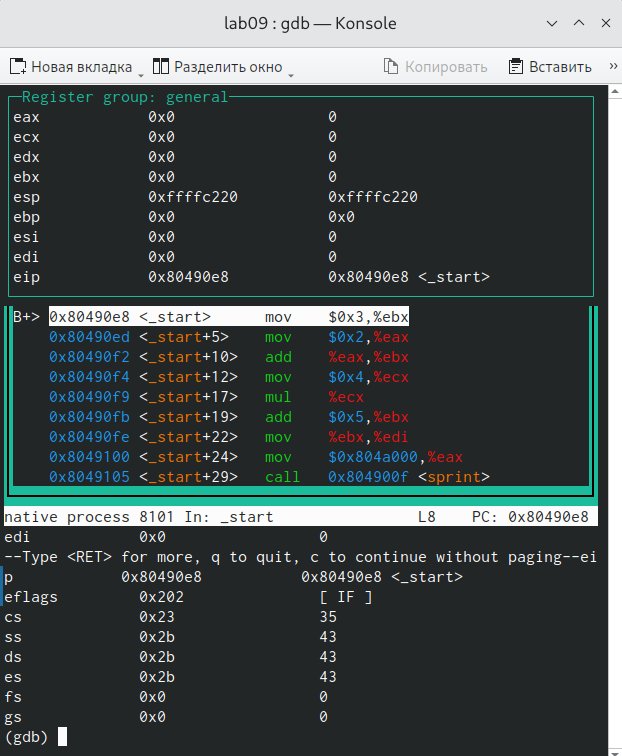 lab09 : gdb — Konsole
Новая вкладка Разделить окно Копировать Вставить »
Register group: general
eax 0x0 0
ecx 0x0 0
edx 0x0 0
ebx 0x0 0
esp 0xffffc220 0xffffc220
ebp 0x0 0x0
esi 0x0 0
edi 0x0 0
eip 0x80490e8 0x80490e8 <_start>
B+> 0x80490e8 <_start> mov $0x3,%ebx
0x80490ed <_start+5> mov $0x2,%eax
0x80490f2 <_start+10> add %eax,%ebx
0x80490f4 <_start+12> mov $0x4,%ecx
0x80490f9 <_start+17> mul %ecx
0x80490fb <_start+19> add $0x5,%ebx
0x80490fe <_start+22> mov %ebx,%edi
0x8049100 <_start+24> mov $0x804a000,%eax
0x8049105 <_start+29> call 0x804900f <sprint>
native process 8101 In: _start L8 PC: 0x80490e8
edi 0x0 0
--Type <RET> for more, q to quit, c to continue without paging--ei
p 0x80490e8 0x80490e8 <_start>
eflags 0x202 [ IF ]
cs 0x23 35
ss 0x2b 43
ds 0x2b 43
es 0x2b 43
fs 0x0 0
gs 0x0 0
(gdb)